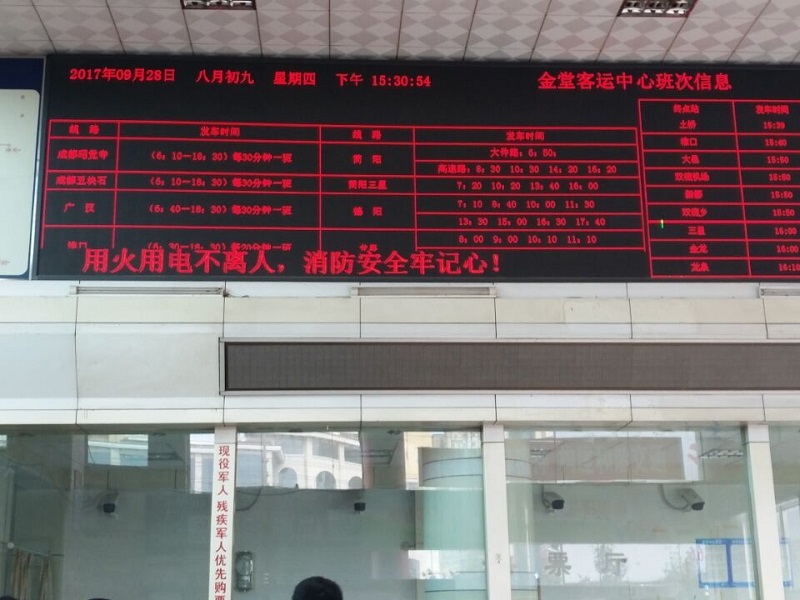 2017年09月28日 八月初九 星期四 下午 15:30:54
金堂客运中心班次信息
线 路 发车时间 线 路 发车时间
成都昭觉寺 (6:10—18:30)每30分钟一班 简阳 大件路:6:50;
高速路:8:30 10:30 14:20 16:20
成都五块石 (6:10—18:30)每30分钟一班 简阳三星 7:20 10:20 13:40 16:00
广 汉 (6:40—18:30)每30分钟一班 德 阳 7:10 8:40 10:00 11:30
13:30 15:00 16:30 17:40
8:00 9:00 10:10 11:10
用火用电不离人，消防安全牢记心！
终点站 发车时间
土桥 15:39
淮口 15:40
15:50
双流机场 15:50
15:50
15:50
三星 16:00
金龙 16:00
龙泉 16:10
现役军人 残疾军人优先购票
票 厅